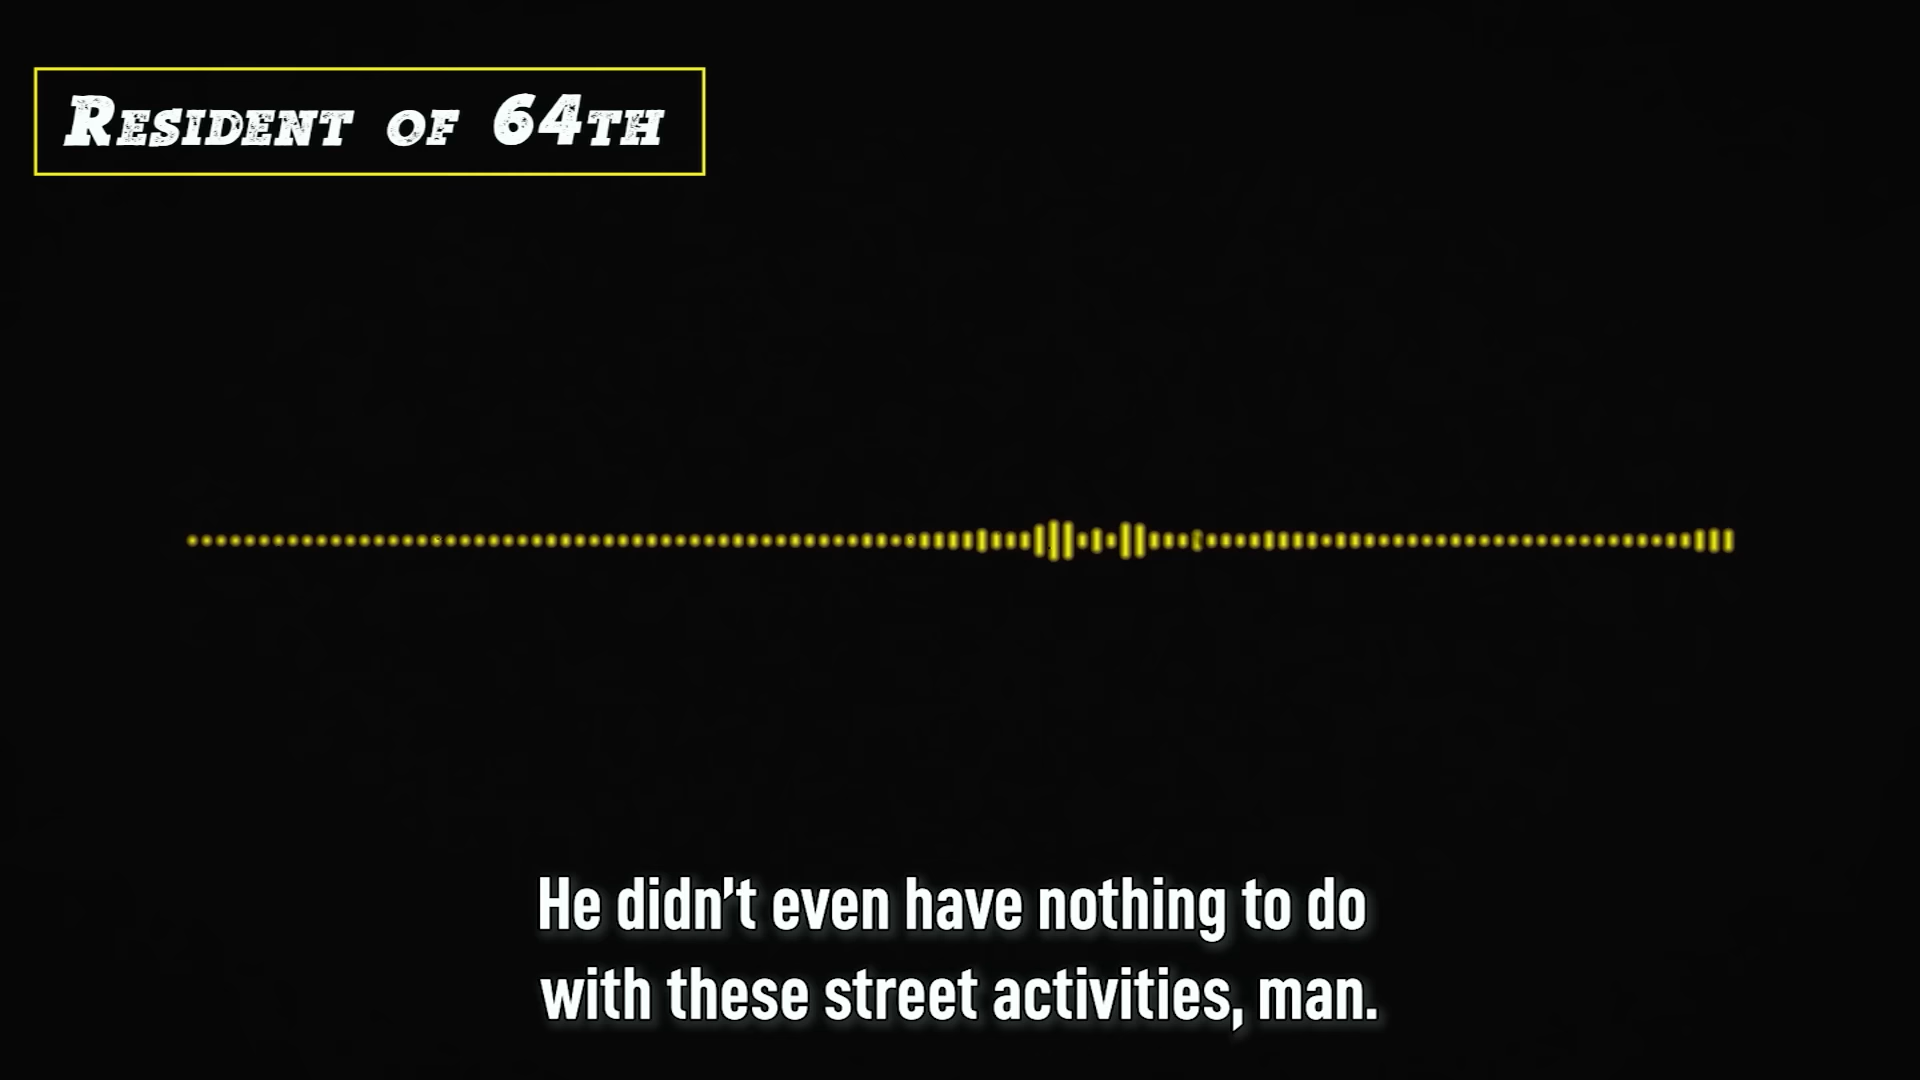 Resident of 64th
He didn't even have nothing to do
with these street activities, man.